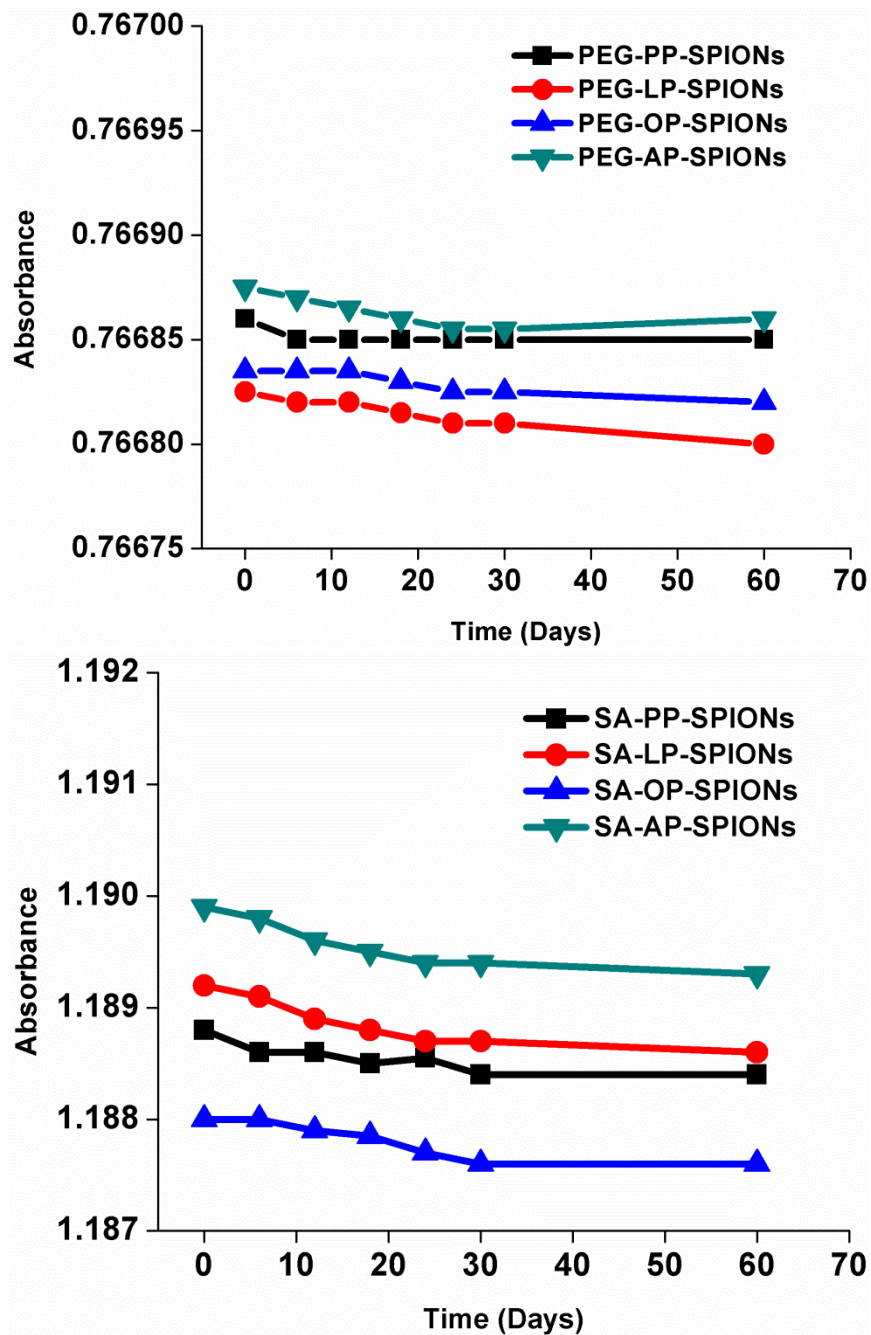 0.76700
0.76695
0.76690
0.76685
0.76680
0.76675
Absorbance
PEG-PP-SPIONs
PEG-LP-SPIONs
PEG-OP-SPIONs
PEG-AP-SPIONs
0 10 20 30 40 50 60 70
Time (Days)
1.192
1.191
1.190
1.189
1.188
1.187
Absorbance
SA-PP-SPIONs
SA-LP-SPIONs
SA-OP-SPIONs
SA-AP-SPIONs
0 10 20 30 40 50 60 70
Time (Days)